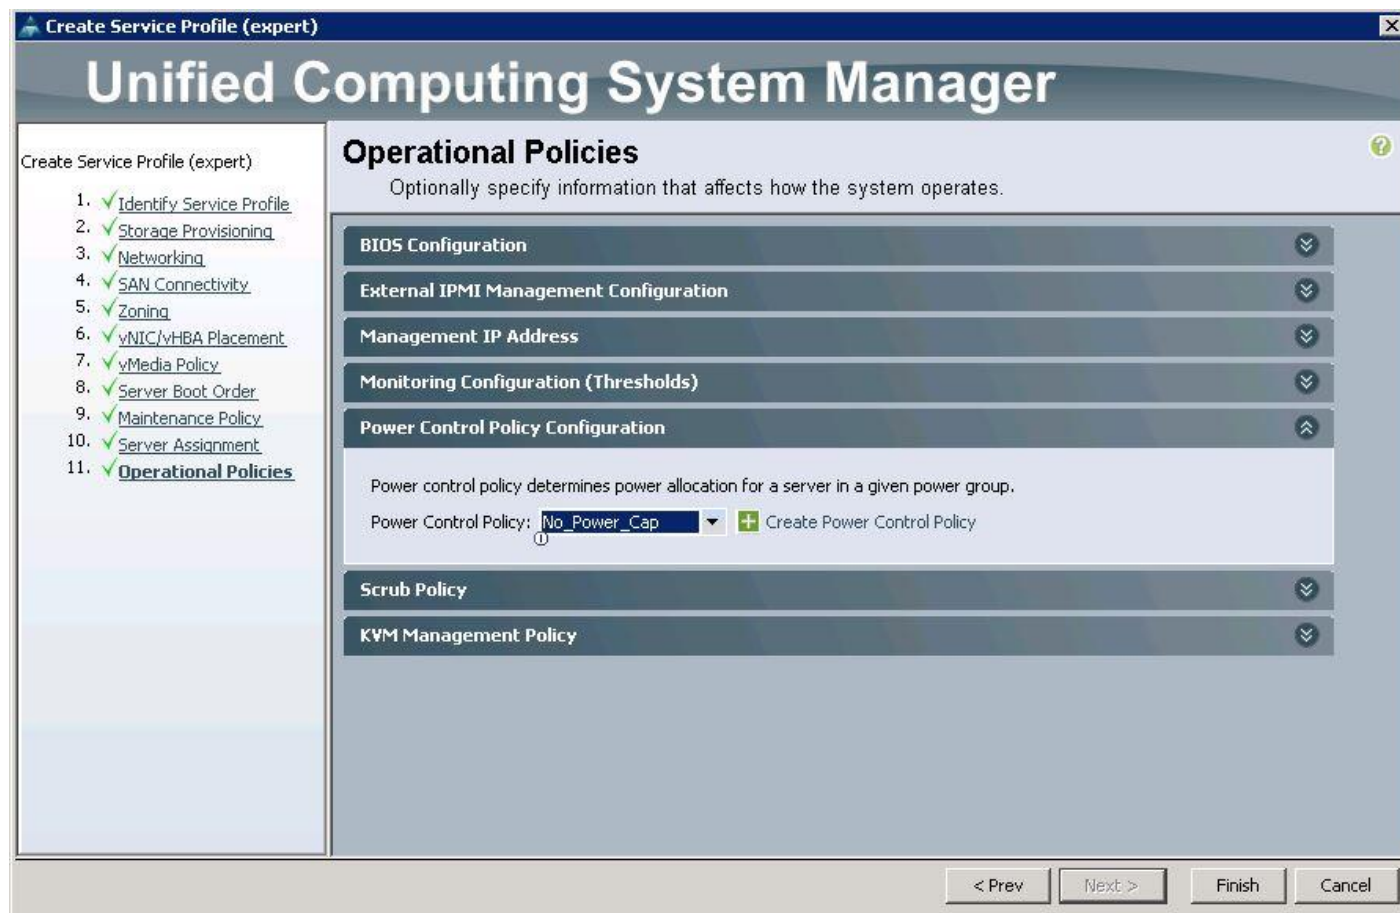 Create Service Profile (expert)
Unified Computing System Manager
Create Service Profile (expert)
1. Identify Service Profile
2. Storage Provisioning
3. Networking
4. SAN Connectivity
5. Zoning
6. vNIC/vHBA Placement
7. vMedia Policy
8. Server Boot Order
9. Maintenance Policy
10. Server Assignment
11. Operational Policies
Operational Policies
Optionally specify information that affects how the system operates.
BIOS Configuration
External IPMI Management Configuration
Management IP Address
Monitoring Configuration (Thresholds)
Power Control Policy Configuration
Power control policy determines power allocation for a server in a given power group.
Power Control Policy: No_Power_Cap Create Power Control Policy
Scrub Policy
KVM Management Policy
< Prev Next > Finish Cancel